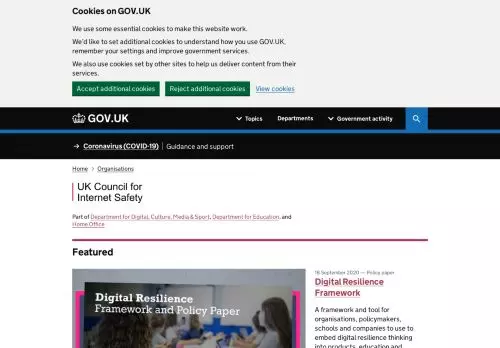 Cookies on GOV.UK
We use some essential cookies to make this website work.
We'd like to set additional cookies to understand how you use GOV.UK,
remember your settings and improve government services.
We also use cookies set by other sites to help us deliver content from their
services.
Accept additional cookies Reject additional cookies View cookies
GOV.UK Topics Departments Government activity
→ Coronavirus (COVID-19) Guidance and support
Home > Organisations
UK Council for
Internet Safety
Part of Department for Digital, Culture, Media & Sport, Department for Education, and
Home Office
Featured
Digital Resilience
Framework and Policy Paper
18 September 2020 — Policy paper
Digital Resilience
Framework
A framework and tool for
organisations, policymakers,
schools and companies to use to
embed digital resilience thinking
into products, education and